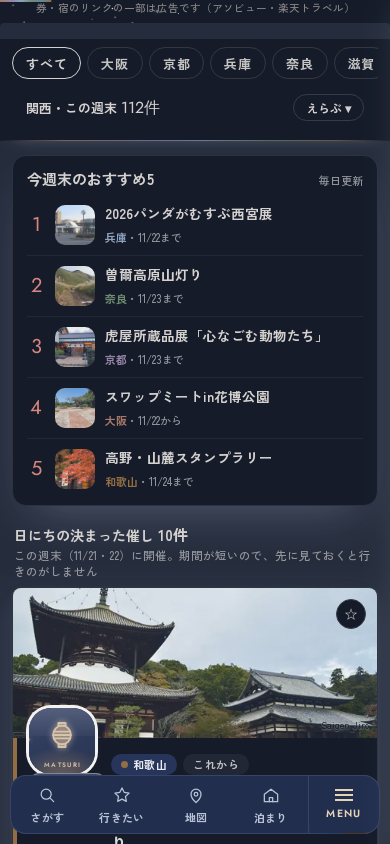 券・宿のリンクの一部は広告です（アソビュー・楽天トラベル）
すべて
大阪
京都
兵庫
奈良
滋賀
関西・この週末 112件
えらぶ ▾
今週末のおすすめ5
毎日更新
1
2026パンダがむすぶ西宮展
兵庫・11/22まで
2
曽爾高原山灯り
奈良・11/23まで
3
虎屋所蔵品展「心なごむ動物たち」
京都・11/23まで
4
スワップミートin花博公園
大阪・11/22から
5
高野・山麓スタンプラリー
和歌山・11/24まで
日にちの決まった催し 10件
この週末（11/21・22）に開催。期間が短いので、先に見ておくと行
きのがしません
MATSURI
和歌山
これから
さがす
行きたい
地図
泊まり
MENU